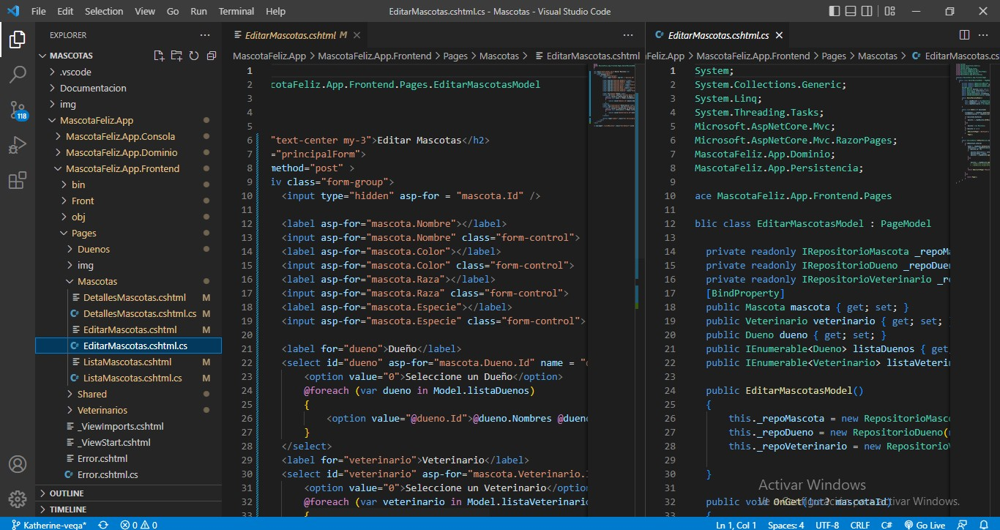 File Edit Selection View Go Run Terminal Help
EditarMascotas.cshtml.cs - Mascotas - Visual Studio Code
EXPLORER
MASCOTAS
.vscode
Documentacion
img
MascotaFeliz.App
MascotaFeliz.App.Consola
MascotaFeliz.App.Dominio
MascotaFeliz.App.Frontend
bin
Front
obj
Pages
Duenos
img
Mascotas
DetallesMascotas.cshtml M
DetallesMascotas.cshtml.cs M
EditarMascotas.cshtml M
EditarMascotas.cshtml.cs
ListaMascotas.cshtml M
ListaMascotas.cshtml.cs M
Shared
Veterinarios
_ViewImports.cshtml
_ViewStart.cshtml
Error.cshtml
Error.cshtml.cs
OUTLINE
TIMELINE
118
EditarMascotas.cshtml M
MascotaFeliz.App > MascotaFeliz.App.Frontend > Pages > Mascotas > EditarMascotas.cshtml
1
2 cotaFeliz.App.Frontend.Pages.EditarMascotasModel
3
4
5
6 "text-center my-3">Editar Mascotas</h2>
7 ="principalForm">
8 method="post" >
9 iv class="form-group">
10 <input type="hidden" asp-for = "mascota.Id" />
11
12 <label asp-for="mascota.Nombre"></label>
13 <input asp-for="mascota.Nombre" class="form-control">
14 <label asp-for="mascota.Color"></label>
15 <input asp-for="mascota.Color" class="form-control">
16 <label asp-for="mascota.Raza"></label>
17 <input asp-for="mascota.Raza" class="form-control">
18 <label asp-for="mascota.Especie"></label>
19 <input asp-for="mascota.Especie" class="form-control">
20
21 <label for="dueno">Dueño</label>
22 <select id="dueno" asp-for="mascota.Dueno.Id" name = "
23 <option value="0">Seleccione un Dueño</option>
24 @foreach (var dueno in Model.listaDuenos)
25 {
26 <option value="@dueno.Id">@dueno.Nombres @duen
27 }
28 </select>
29 <label for="veterinario">Veterinario</label>
30 <select id="veterinario" asp-for="mascota.Veterinario.
31 <option value="0">Seleccione un Veterinario</optio
32 @foreach (var veterinario in Model.listaVeterinari
33 {
EditarMascotas.cshtml.cs
Feliz.App > MascotaFeliz.App.Frontend > Pages > Mascotas > EditarMascotas.cs
1 System;
2 System.Collections.Generic;
3 System.Linq;
4 System.Threading.Tasks;
5 Microsoft.AspNetCore.Mvc;
6 Microsoft.AspNetCore.Mvc.RazorPages;
7 MascotaFeliz.App.Dominio;
8 MascotaFeliz.App.Persistencia;
9
10 ace MascotaFeliz.App.Frontend.Pages
11
12 blic class EditarMascotasModel : PageModel
13
14 private readonly IRepositorioMascota _repoM
15 private readonly IRepositorioDueno _repoDue
16 private readonly IRepositorioVeterinario _r
17 [BindProperty]
18 public Mascota mascota { get; set; }
19 public Veterinario veterinario { get; set;
20 public Dueno dueno { get; set; }
21 public IEnumerable<Dueno> listaDuenos { get
22 public IEnumerable<Veterinario> listaVeteri
23
24 public EditarMascotasModel()
25 {
26 this._repoMascota = new RepositorioMasc
27 this._repoDueno = new RepositorioDueno(
28 this._repoVeterinario = new Repositorio
29
30 }
31
32 public void OnGet(int? mascotaId)
33 {
Activar Windows
Ve a Configuración para activar Windows.
Katherine-vega* 0 0
Ln 1, Col 1 Spaces: 4 UTF-8 CRLF C# Go Live